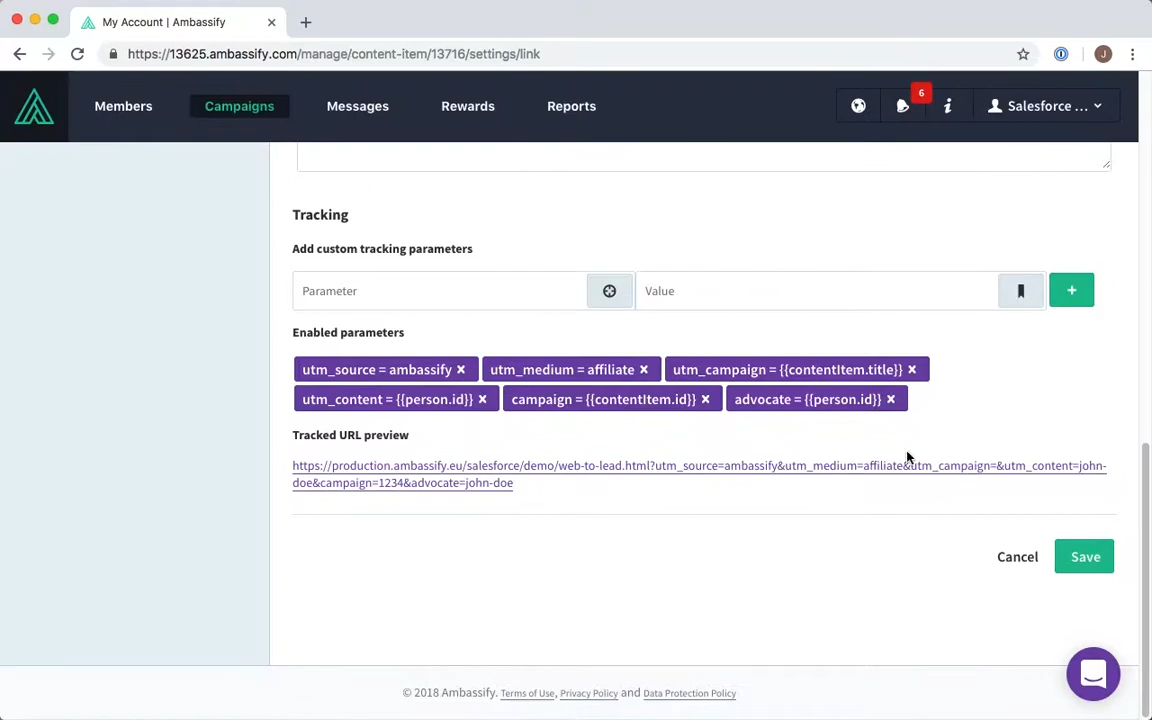 My Account | Ambassify
https://13625.ambassify.com/manage/content-item/13716/settings/link
J
Members Campaigns Messages Rewards Reports 6 Salesforce ...
Tracking
Add custom tracking parameters
Parameter Value +
Enabled parameters
utm_source = ambassify × utm_medium = affiliate × utm_campaign = {{contentItem.title}} ×
utm_content = {{person.id}} × campaign = {{contentItem.id}} × advocate = {{person.id}} ×
Tracked URL preview
https://production.ambassify.eu/salesforce/demo/web-to-lead.html?utm_source=ambassify&utm_medium=affiliate&utm_campaign=&utm_content=john-
doe&campaign=1234&advocate=john-doe
Cancel Save
© 2018 Ambassify. Terms of Use, Privacy Policy and Data Protection Policy